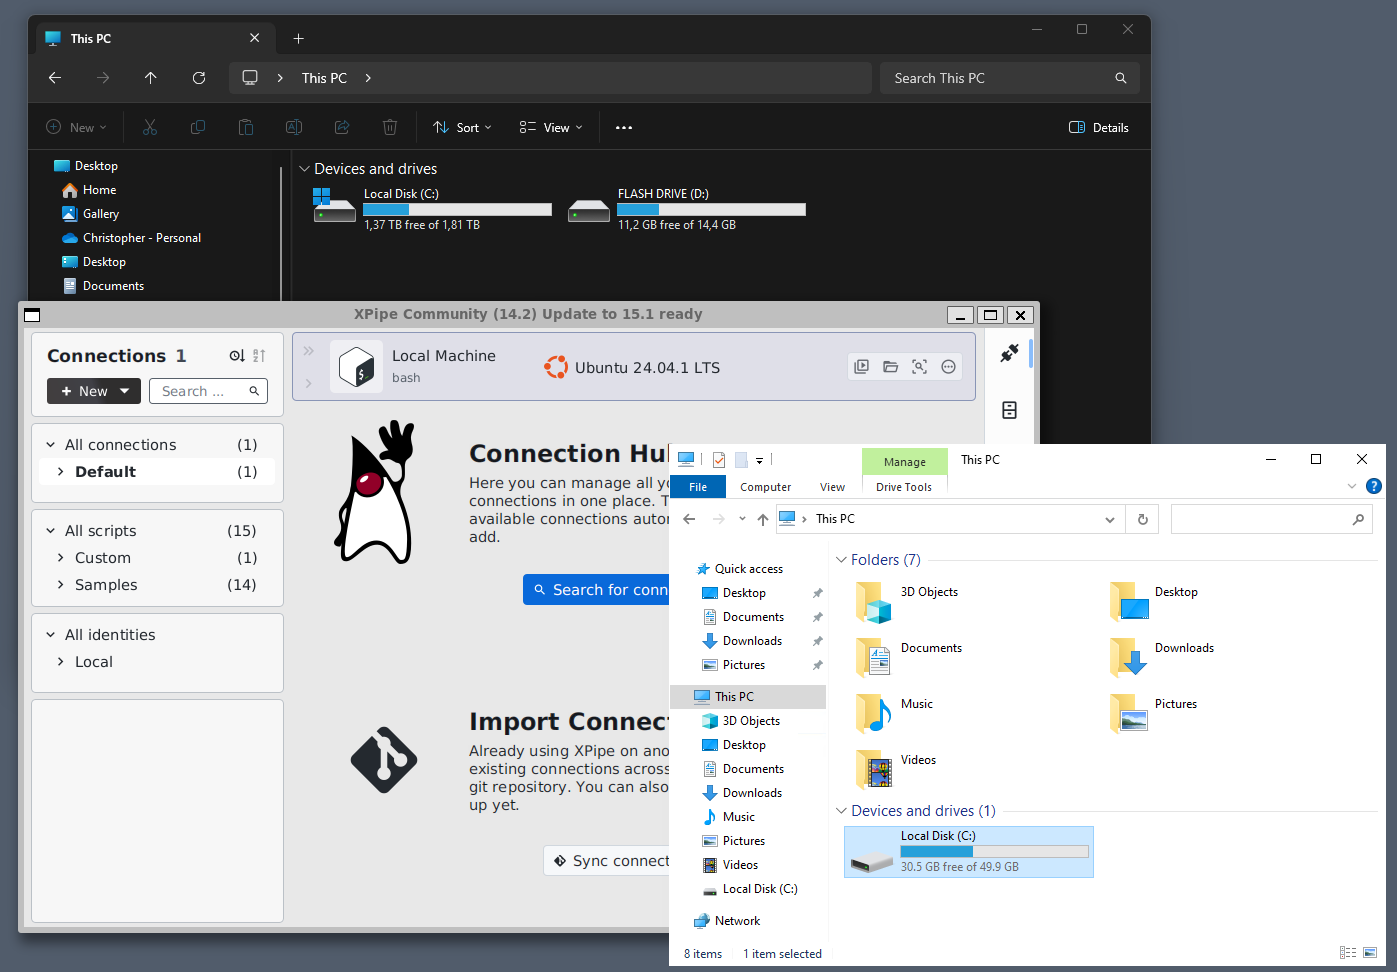 This PC
This PC
Search This PC
New
Sort
View
Details
Desktop
Home
Gallery
Christopher - Personal
Desktop
Documents
Devices and drives
Local Disk (C:)
1,37 TB free of 1,81 TB
FLASH DRIVE (D:)
11,2 GB free of 14,4 GB
XPipe Community (14.2) Update to 15.1 ready
Connections 1
New
Search ...
All connections (1)
Default (1)
All scripts (15)
Custom (1)
Samples (14)
All identities
Local
Local Machine
bash
Ubuntu 24.04.1 LTS
Connection Hu
Here you can manage all yo
connections in one place. T
available connections autor
add.
Search for conn
Import Connec
Already using XPipe on ano
existing connections across
git repository. You can also
up yet.
Sync connect
Manage
This PC
File
Computer
View
Drive Tools
This PC
Quick access
Desktop
Documents
Downloads
Pictures
This PC
3D Objects
Desktop
Documents
Downloads
Music
Pictures
Videos
Local Disk (C:)
Network
Folders (7)
3D Objects
Desktop
Documents
Downloads
Music
Pictures
Videos
Devices and drives (1)
Local Disk (C:)
30.5 GB free of 49.9 GB
8 items
1 item selected